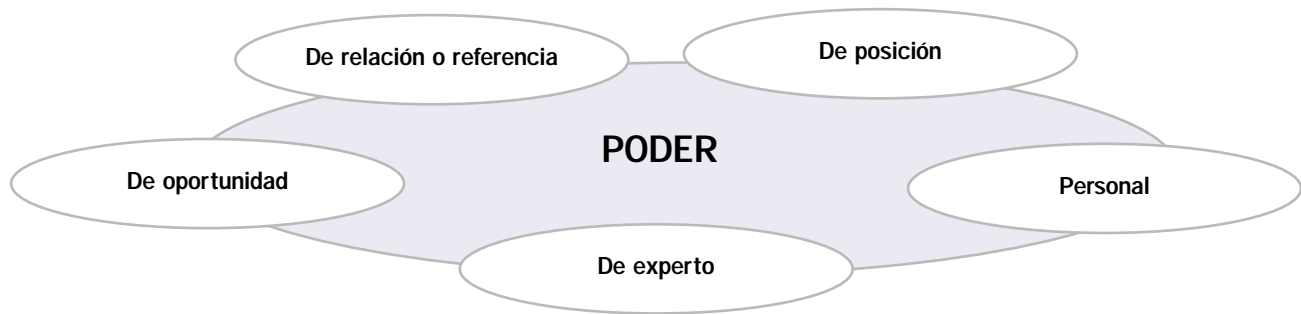 De relación o referencia
De posición
PODER
De oportunidad
Personal
De experto